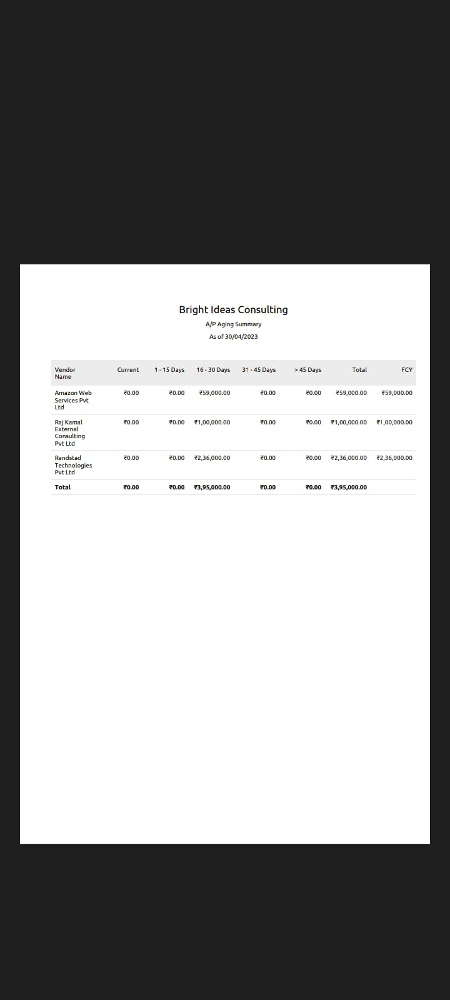 Bright Ideas Consulting
A/P Aging Summary
As of 30/04/2023
Vendor Name Current 1 - 15 Days 16 - 30 Days 31 - 45 Days > 45 Days Total FCY
Amazon Web Services Pvt Ltd ₹0.00 ₹0.00 ₹59,000.00 ₹0.00 ₹0.00 ₹59,000.00 ₹59,000.00
Raj Kamal External Consulting Pvt Ltd ₹0.00 ₹0.00 ₹1,00,000.00 ₹0.00 ₹0.00 ₹1,00,000.00 ₹1,00,000.00
Randstad Technologies Pvt Ltd ₹0.00 ₹0.00 ₹2,36,000.00 ₹0.00 ₹0.00 ₹2,36,000.00 ₹2,36,000.00
Total ₹0.00 ₹0.00 ₹3,95,000.00 ₹0.00 ₹0.00 ₹3,95,000.00